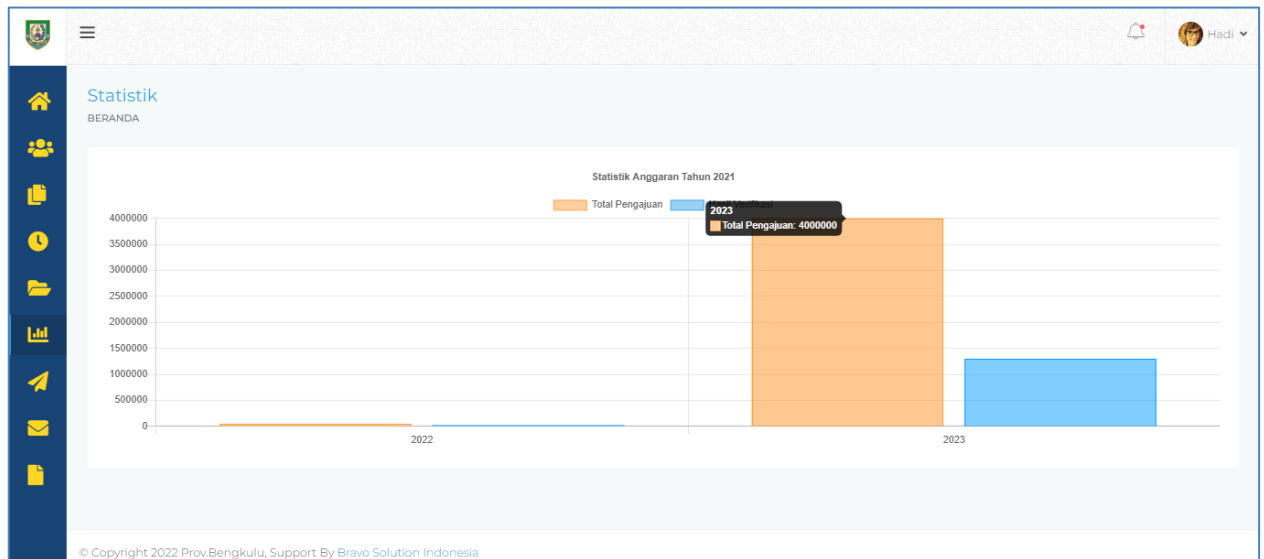 Hadi
Statistik
BERANDA
Statistik Anggaran Tahun 2021
Total Pengajuan
2023
Total Pengajuan: 4000000
4000000
3500000
3000000
2500000
2000000
1500000
1000000
500000
0
2022
2023
© Copyright 2022 Prov.Bengkulu, Support By Bravo Solution Indonesia